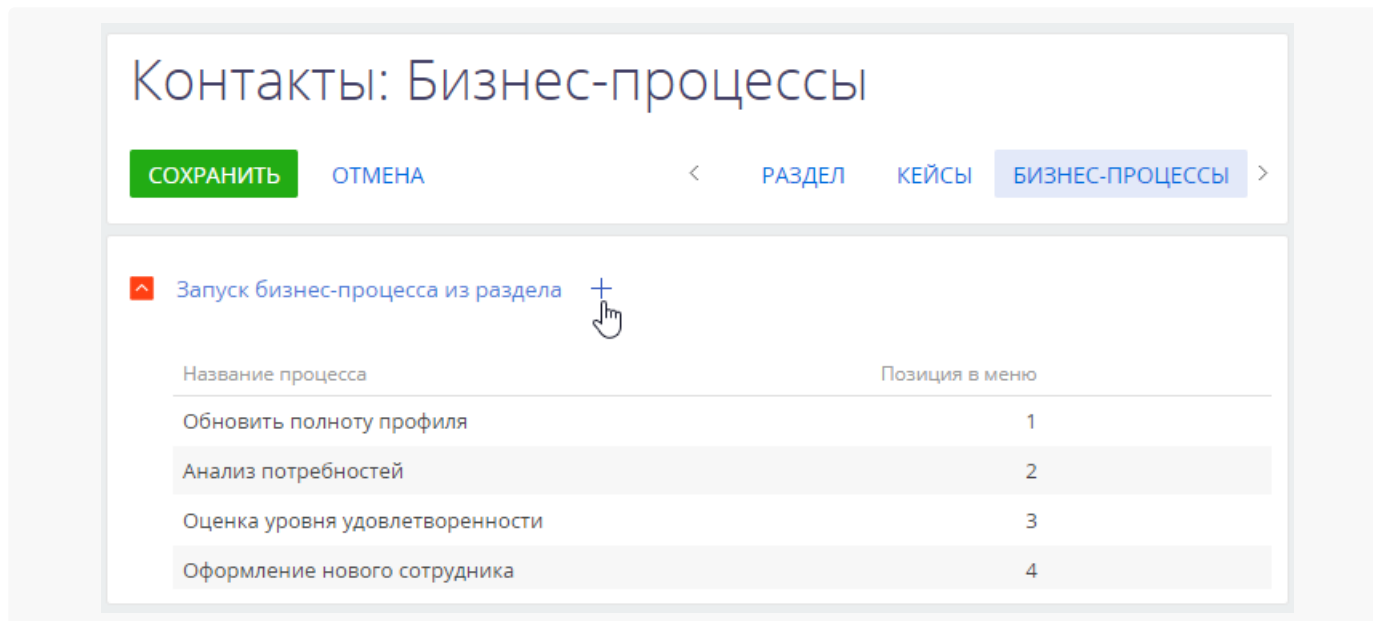 Контакты: Бизнес-процессы
СОХРАНИТЬ ОТМЕНА РАЗДЕЛ КЕЙСЫ БИЗНЕС-ПРОЦЕССЫ
Запуск бизнес-процесса из раздела
Название процесса Позиция в меню
Обновить полноту профиля 1
Анализ потребностей 2
Оценка уровня удовлетворенности 3
Оформление нового сотрудника 4